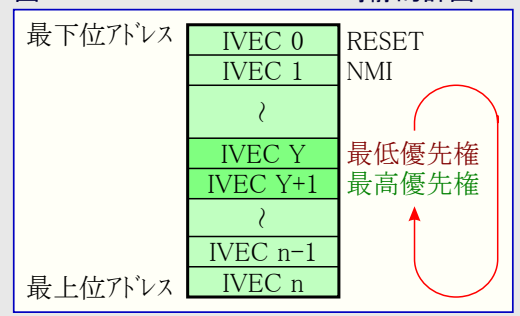 最下位アドレス IVEC 0 RESET
IVEC 1 NMI
~
IVEC Y 最低優先権
IVEC Y+1 最高優先権
~
IVEC n-1
最上位アドレス IVEC n